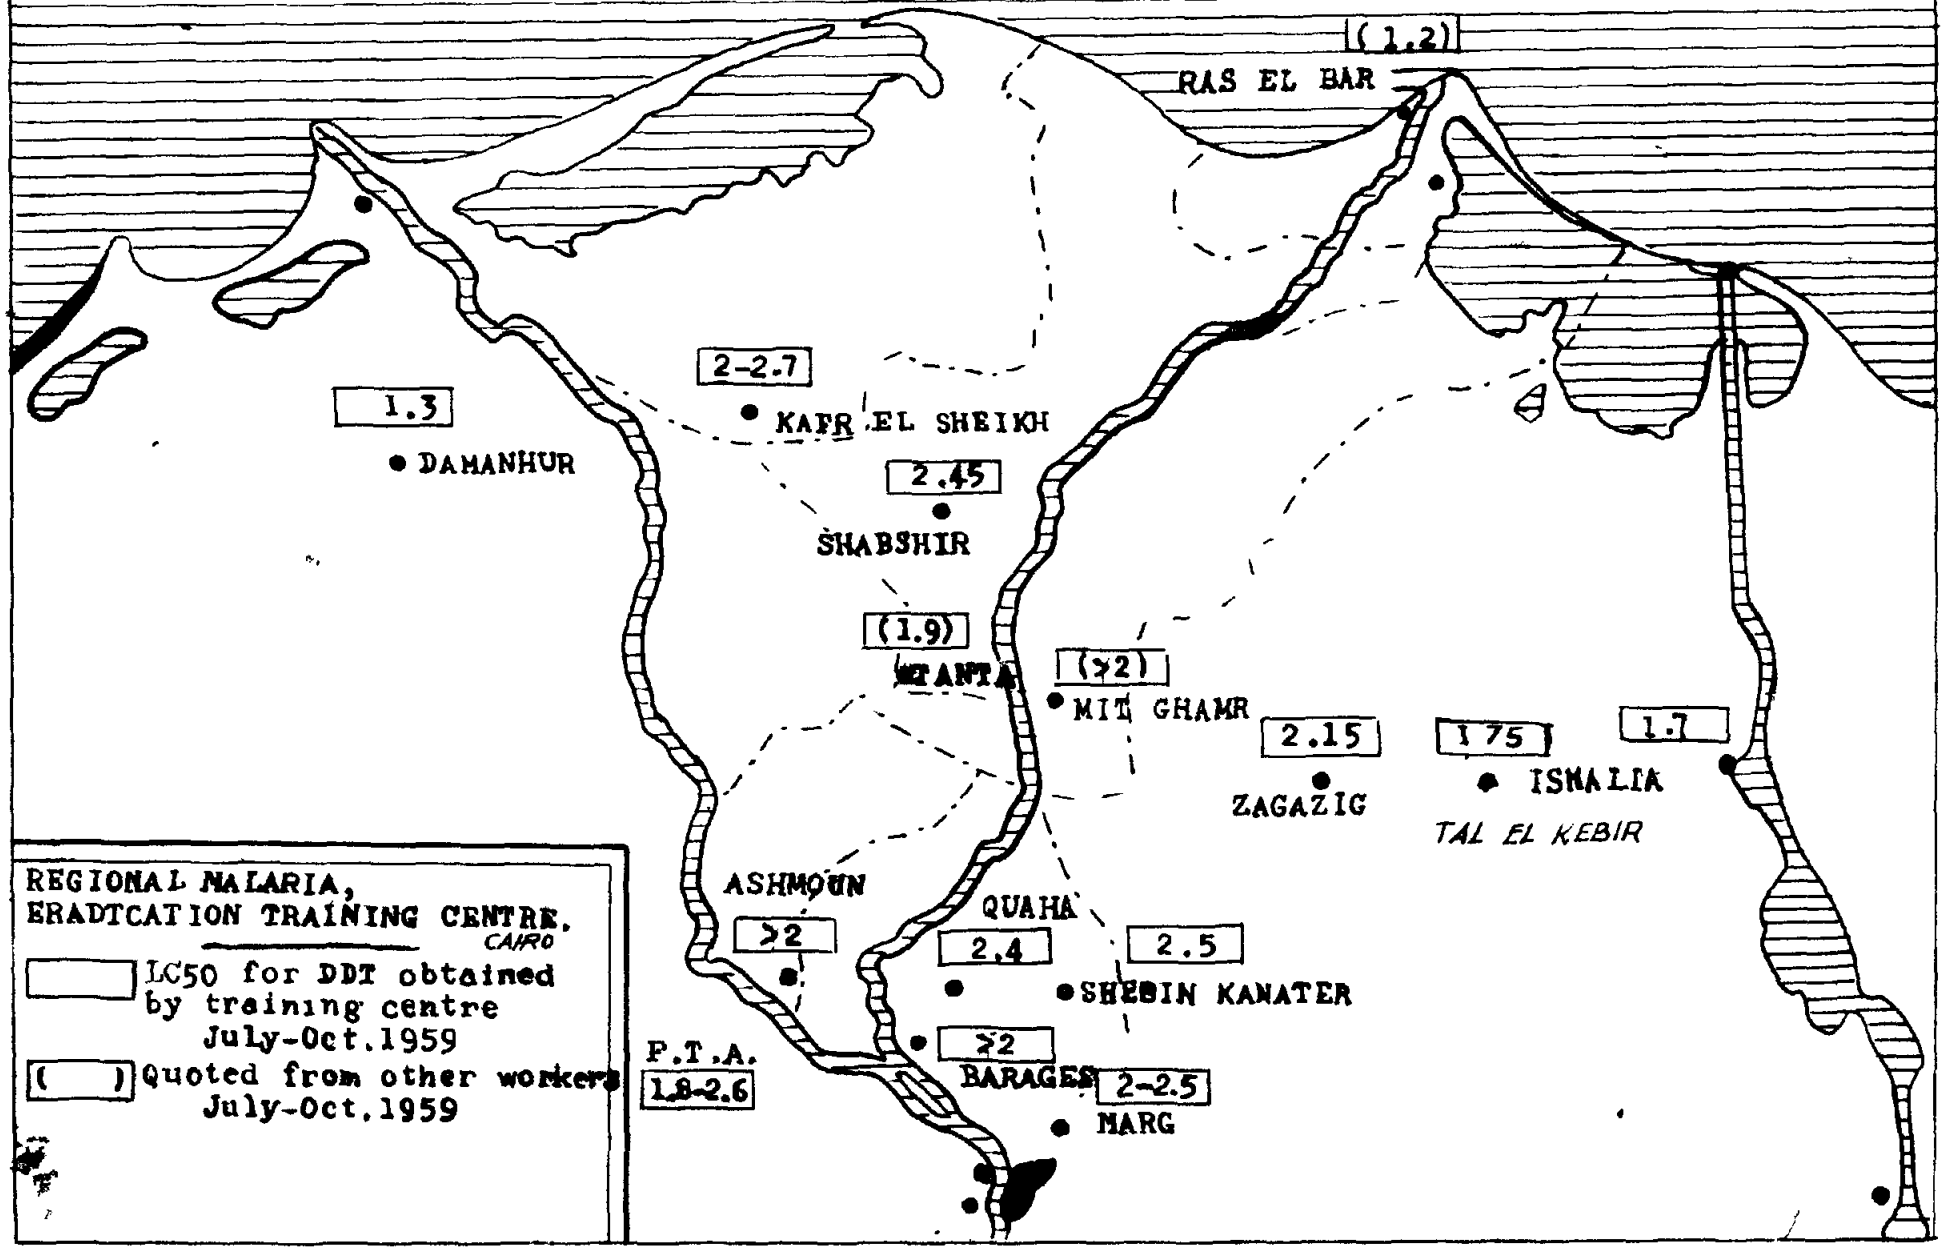 (1.2)
RAS EL BAR
2-2.7
KAFR EL SHEIKH
1.3
DAMANHUR
2.45
SHABSHIR
(1.9)
TANTA
(>2)
MIT GHAMR
2.15
ZAGAZIG
1 75
TAL EL KEBIR
1.7
ISMALIA
ASHMOUN
>2
QUAHA
2.4
2.5
SHEBIN KANATER
≥2
BARAGES
2-2.5
MARG
P.T.A.
1.8-2.6
REGIONAL MALARIA,
ERADTCATION TRAINING CENTRE.
CAIRO
LC50 for DDT obtained
by training centre
July-Oct.1959
( ) Quoted from other workers
July-Oct.1959